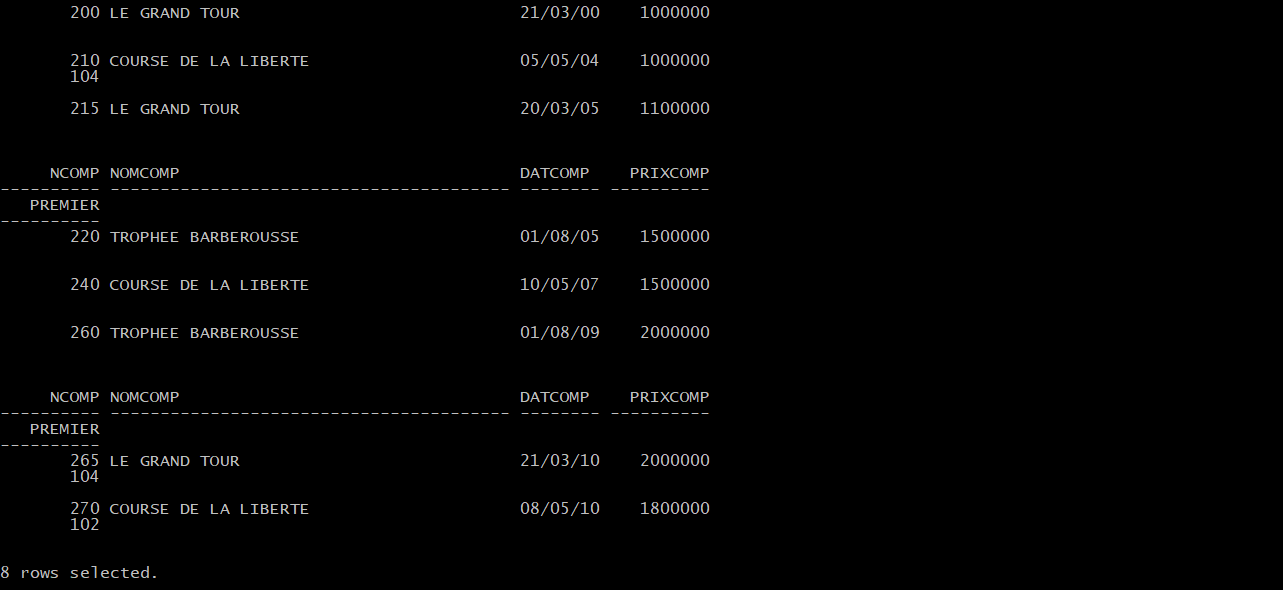 200 LE GRAND TOUR 21/03/00 1000000
210 COURSE DE LA LIBERTE 05/05/04 1000000
104
215 LE GRAND TOUR 20/03/05 1100000
NCOMP NOMCOMP DATCOMP PRIXCOMP
---------- ---------------------------------------- -------- ----------
PREMIER
----------
220 TROPHEE BARBEROUSSE 01/08/05 1500000
240 COURSE DE LA LIBERTE 10/05/07 1500000
260 TROPHEE BARBEROUSSE 01/08/09 2000000
NCOMP NOMCOMP DATCOMP PRIXCOMP
---------- ---------------------------------------- -------- ----------
PREMIER
----------
265 LE GRAND TOUR 21/03/10 2000000
104
270 COURSE DE LA LIBERTE 08/05/10 1800000
102
8 rows selected.